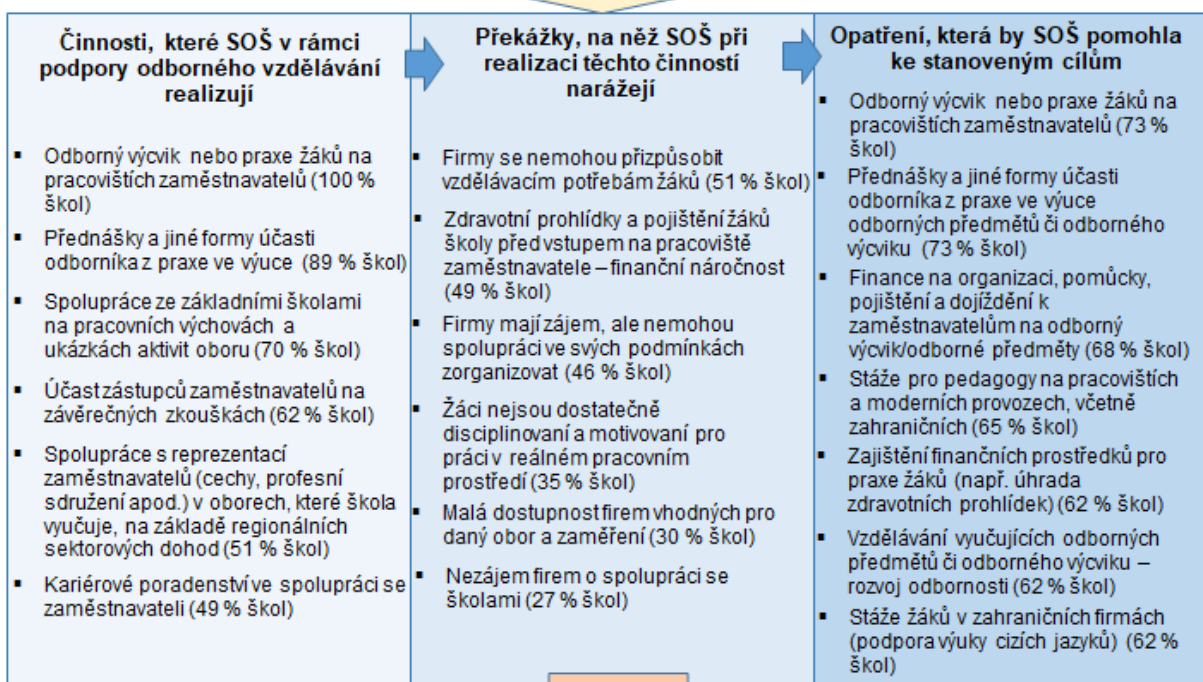 Činnosti, které SOŠ v rámci
podpory odborného vzdělávání
realizují
▪ Odborný výcvik nebo praxe žáků na
pracovištích zaměstnavatelů (100 %
škol)
▪ Přednášky a jiné formy účasti
odborníka z praxe ve výuce (89 % škol)
▪ Spolupráce ze základními školami
na pracovních výchovách a
ukázkách aktivit oboru (70 % škol)
▪ Účast zástupců zaměstnavatelů na
závěrečných zkouškách (62 % škol)
▪ Spolupráce s reprezentací
zaměstnavatelů (cechy, profesní
sdružení apod.) v oborech, které škola
vyučuje, na základě regionálních
sektorových dohod (51 % škol)
▪ Kariérové poradenství ve spolupráci se
zaměstnavateli (49 % škol)
Překážky, na něž SOŠ při
realizaci těchto činností
narážejí
▪ Firmy se nemohou přizpůsobit
vzdělávacím potřebám žáků (51 % škol)
▪ Zdravotní prohlídky a pojištění žáků
školy před vstupem na pracoviště
zaměstnavatele – finanční náročnost
(49 % škol)
▪ Firmy mají zájem, ale nemohou
spolupráci ve svých podmínkách
zorganizovat (46 % škol)
▪ Žáci nejsou dostatečně
disciplinovaní a motivovaní pro
práci v reálném pracovním
prostředí (35 % škol)
▪ Malá dostupnost firem vhodných pro
daný obor a zaměření (30 % škol)
▪ Nezájem firem o spolupráci se
školami (27 % škol)
Opatření, která by SOŠ pomohla
ke stanoveným cílům
▪ Odborný výcvik nebo praxe žáků na
pracovištích zaměstnavatelů (73 %
škol)
▪ Přednášky a jiné formy účasti
odborníka z praxe ve výuce
odborných předmětů či odborného
výcviku (73 % škol)
▪ Finance na organizaci, pomůcky,
pojištění a dojíždění k
zaměstnavatelům na odborný
výcvik/odborné předměty (68 % škol)
▪ Stáže pro pedagogy na pracovištích
a moderních provozech, včetně
zahraničních (65 % škol)
▪ Zajištění finančních prostředků pro
praxe žáků (např. úhrada
zdravotních prohlídek) (62 % škol)
▪ Vzdělávání vyučujících odborných
předmětů či odborného výcviku –
rozvoj odbornosti (62 % škol)
▪ Stáže žáků v zahraničních firmách
(podpora výuky cizích jazyků) (62 %
škol)